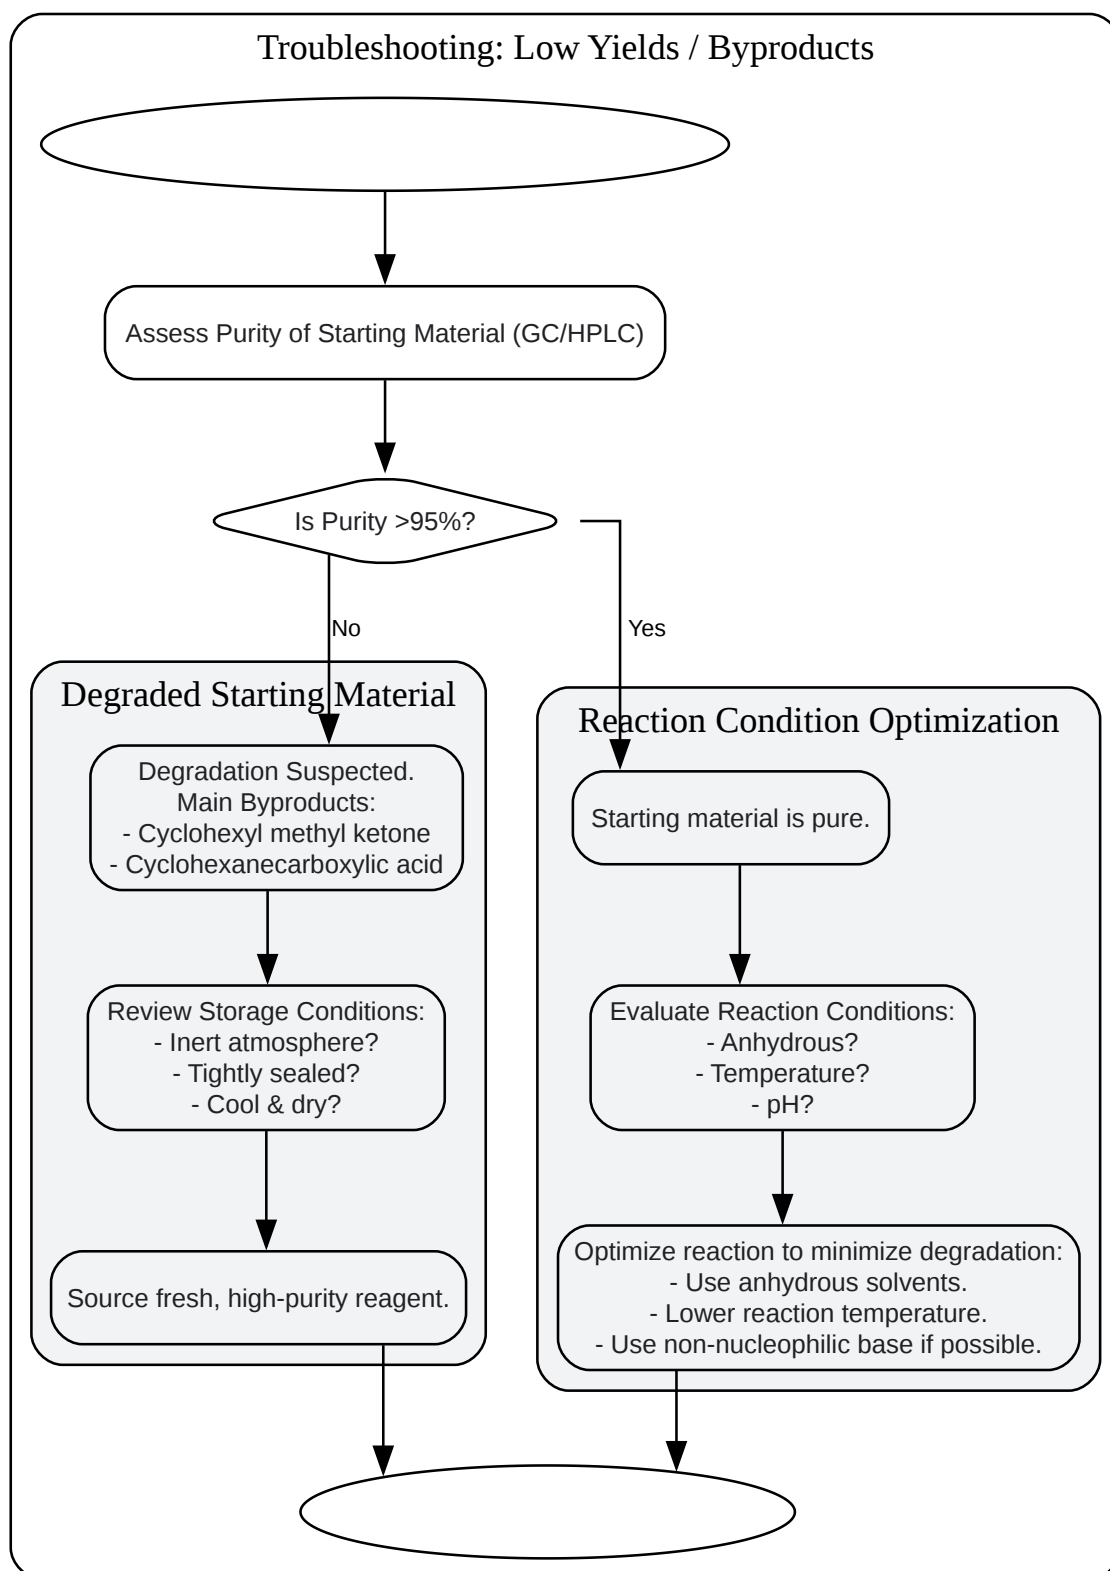 Troubleshooting: Low Yields / Byproducts
Assess Purity of Starting Material (GC/HPLC)
Is Purity >95%?
No
Yes
Degraded Starting Material
Degradation Suspected.
Main Byproducts:
- Cyclohexyl methyl ketone
- Cyclohexanecarboxylic acid
Review Storage Conditions:
- Inert atmosphere?
- Tightly sealed?
- Cool & dry?
Source fresh, high-purity reagent.
Reaction Condition Optimization
Starting material is pure.
Evaluate Reaction Conditions:
- Anhydrous?
- Temperature?
- pH?
Optimize reaction to minimize degradation:
- Use anhydrous solvents.
- Lower reaction temperature.
- Use non-nucleophilic base if possible.